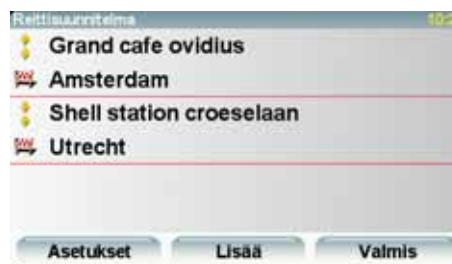 Reittisuunnitelma
Grand cafe ovidius
Amsterdam
Shell station croeselaan
Utrecht
Asetukset Lisää Valmis